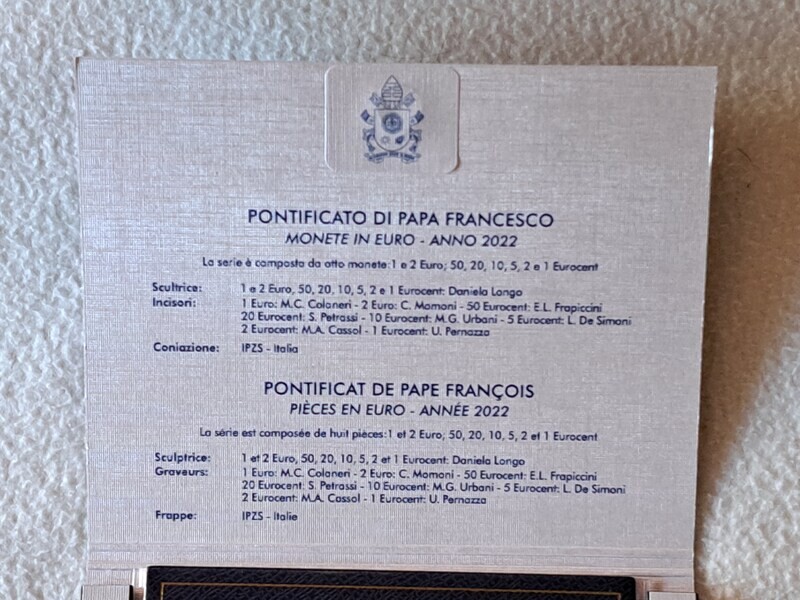 PONTIFICATO DI PAPA FRANCESCO
MONETE IN EURO - ANNO 2022
La serie è composta da otto monete:1 e 2 Euro; 50, 20, 10, 5, 2 e 1 Eurocent
Scultrice: 1 e 2 Euro, 50, 20, 10, 5, 2 e 1 Eurocent: Daniela Longo
Incisori: 1 Euro: M.C. Colaneri - 2 Euro: C. Momoni - 50 Eurocent: E.L. Frapiccini
20 Eurocent: S. Petrassi - 10 Eurocent: M.G. Urbani - 5 Eurocent: L. De Simoni
2 Eurocent: M.A. Cassol - 1 Eurocent: U. Pernazza
Coniazione: IPZS - Italia
PONTIFICAT DE PAPE FRANÇOIS
PIÈCES EN EURO - ANNÉE 2022
La série est composée de huit pièces:1 et 2 Euro; 50, 20, 10, 5, 2 et 1 Eurocent
Sculptrice: 1 et 2 Euro, 50, 20, 10, 5, 2 et 1 Eurocent: Daniela Longo
Graveurs: 1 Euro: M.C. Colaneri - 2 Euro: C. Momoni - 50 Eurocent: E.L. Frapiccini
20 Eurocent: S. Petrassi - 10 Eurocent: M.G. Urbani - 5 Eurocent: L. De Simoni
2 Eurocent: M.A. Cassol - 1 Eurocent: U. Pernazza
Frappe: IPZS - Italie